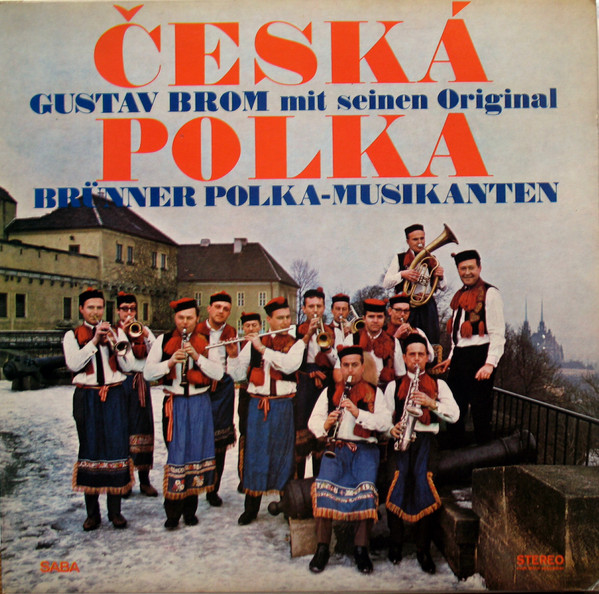 ČESKÁ
GUSTAV BROM mit seinen Original
POLKA
BRÜNNER POLKA-MUSIKANTEN
SABA
STEREO